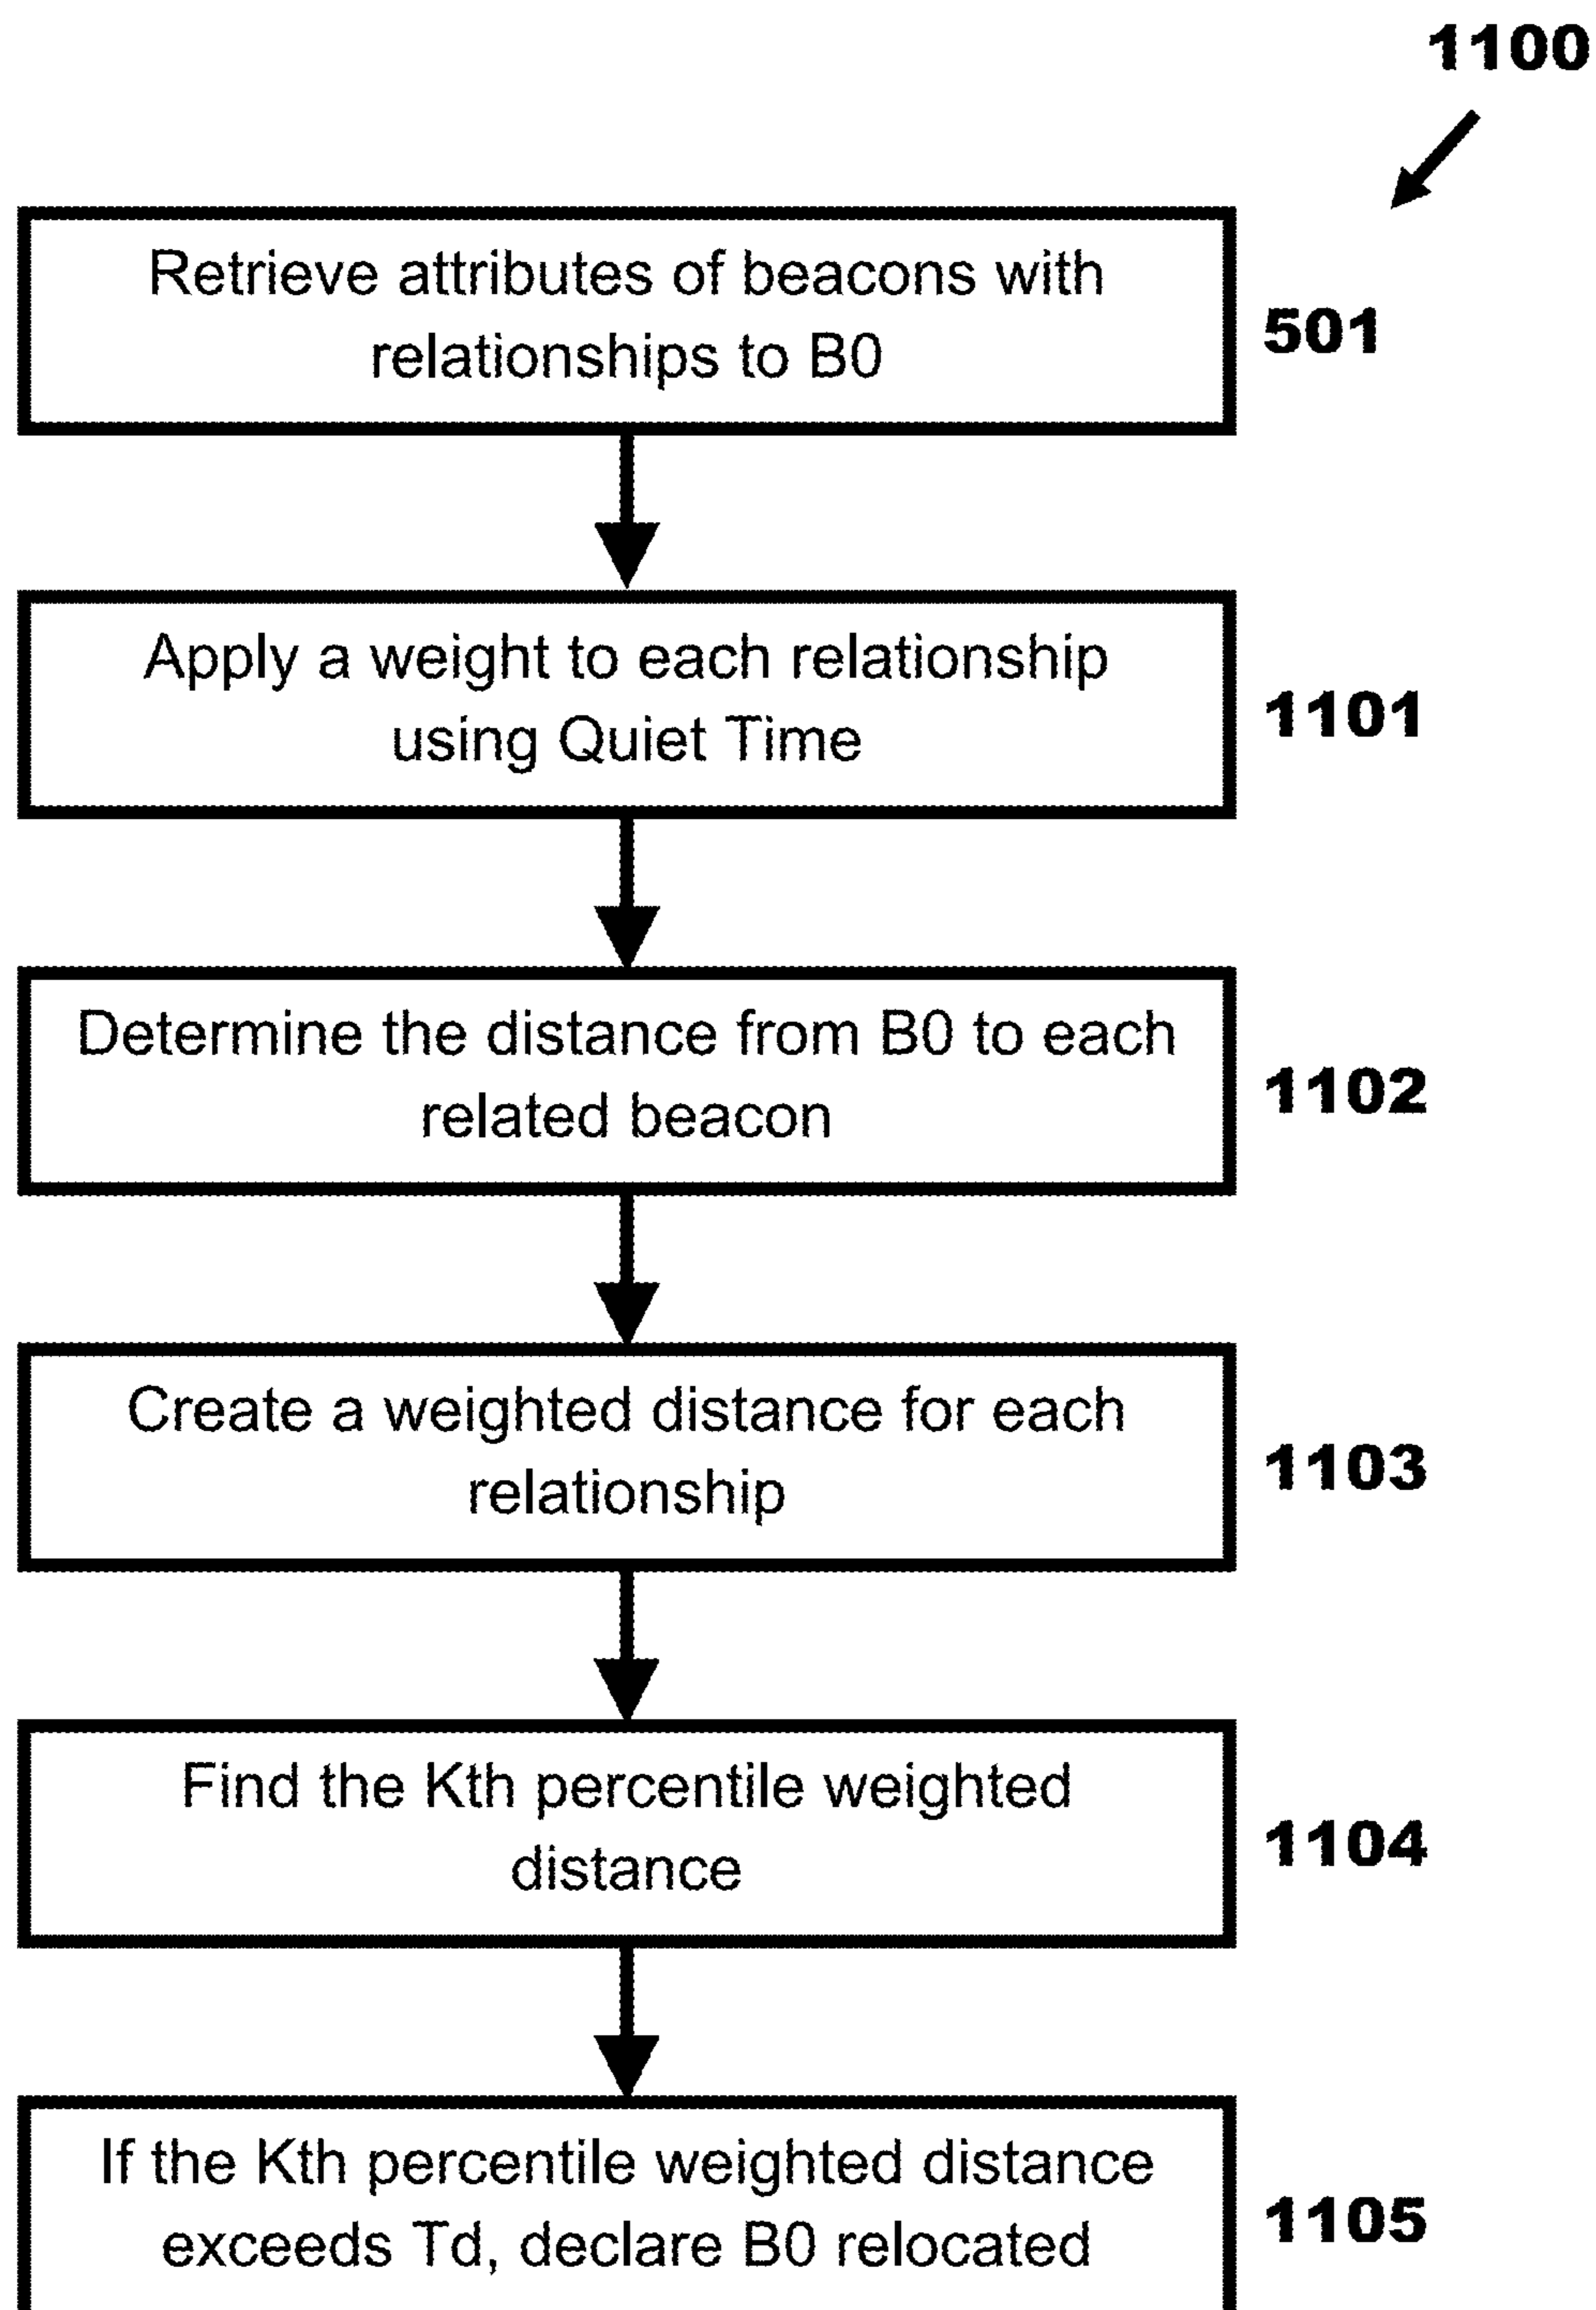 1100
Retrieve attributes of beacons with
relationships to B0
501
Apply a weight to each relationship
using Quiet Time
1101
Determine the distance from B0 to each
related beacon
1102
Create a weighted distance for each
relationship
1103
Find the Kth percentile weighted
distance
1104
If the Kth percentile weighted distance
exceeds Td, declare B0 relocated
1105